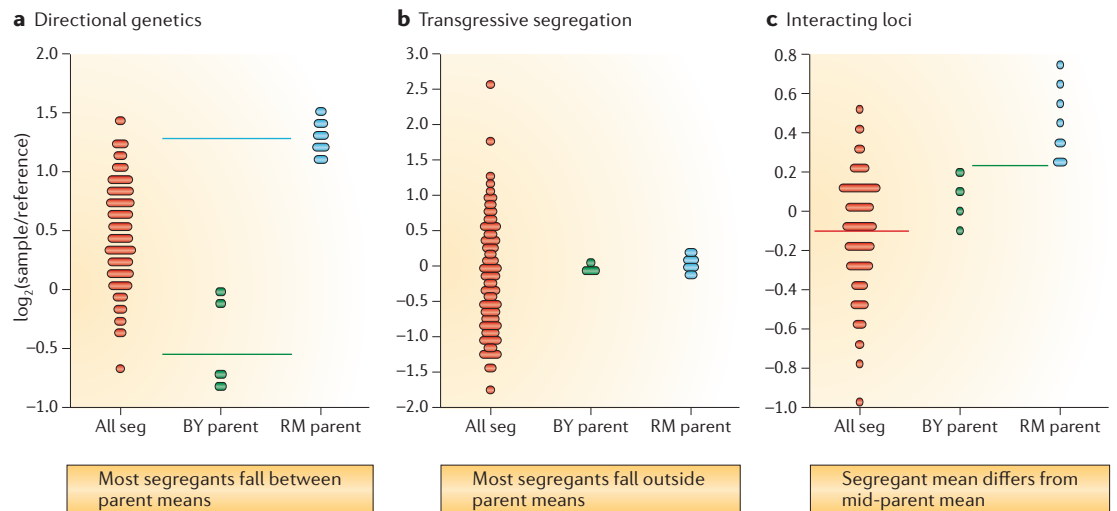 a Directional genetics
log2(sample/reference)
2.0
1.5
1.0
0.5
0
–0.5
–1.0
All seg BY parent RM parent
Most segregants fall between
parent means
b Transgressive segregation
3.0
2.5
2.0
1.5
1.0
0.5
0
–0.5
–1.0
–1.5
–2.0
All seg BY parent RM parent
Most segregants fall outside
parent means
c Interacting loci
0.8
0.6
0.4
0.2
0
–0.2
–0.4
–0.6
–0.8
–1.0
All seg BY parent RM parent
Segregant mean differs from
mid-parent mean